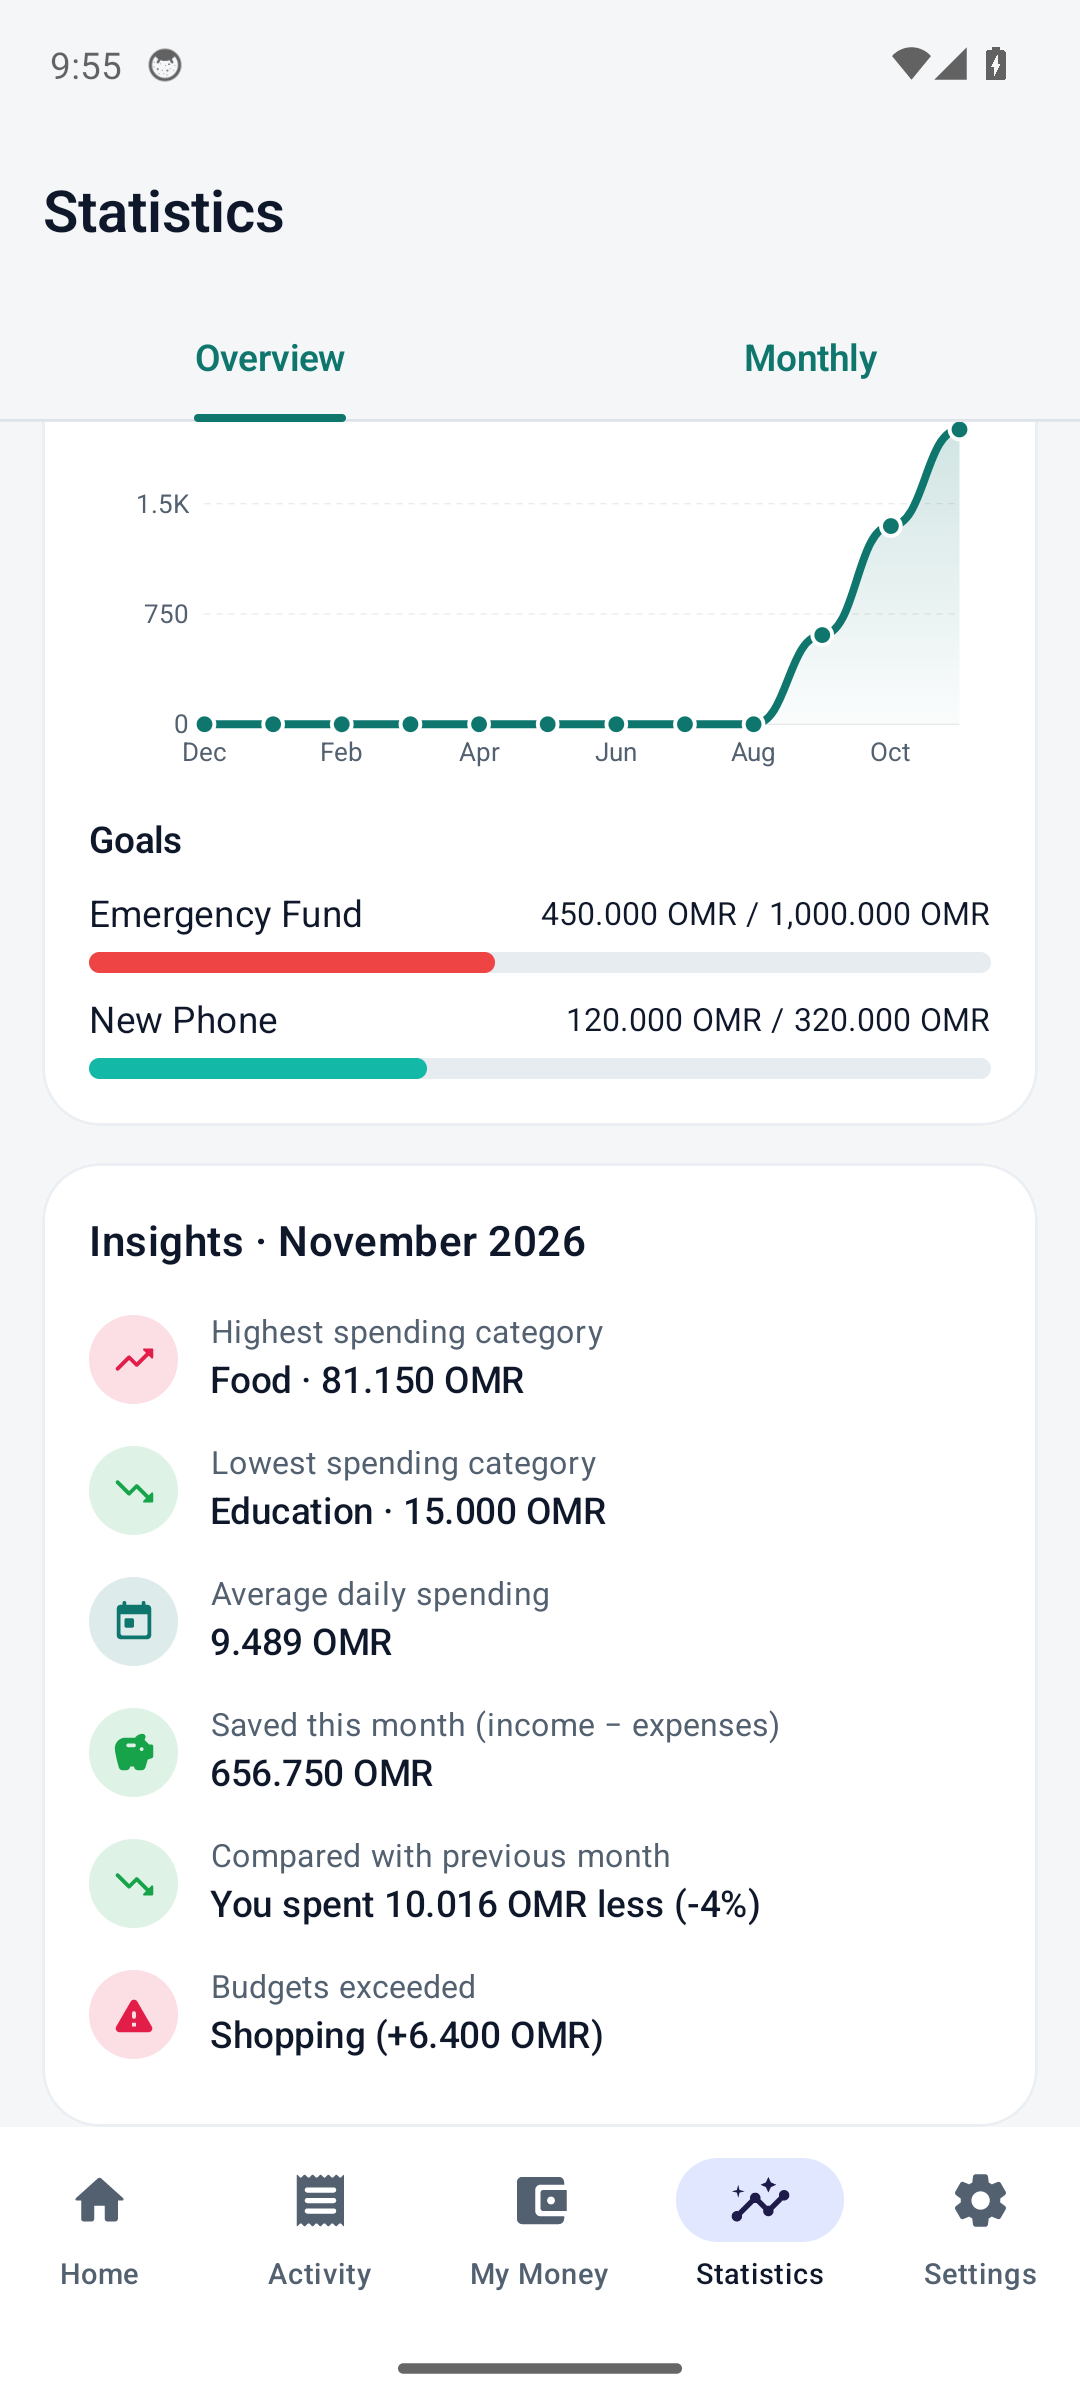 9:55
Statistics
Overview Monthly
1.5K
750
0
Dec Feb Apr Jun Aug Oct
Goals
Emergency Fund 450.000 OMR / 1,000.000 OMR
New Phone 120.000 OMR / 320.000 OMR
Insights · November 2026
Highest spending category
Food · 81.150 OMR
Lowest spending category
Education · 15.000 OMR
Average daily spending
9.489 OMR
Saved this month (income − expenses)
656.750 OMR
Compared with previous month
You spent 10.016 OMR less (-4%)
Budgets exceeded
Shopping (+6.400 OMR)
Home Activity My Money Statistics Settings